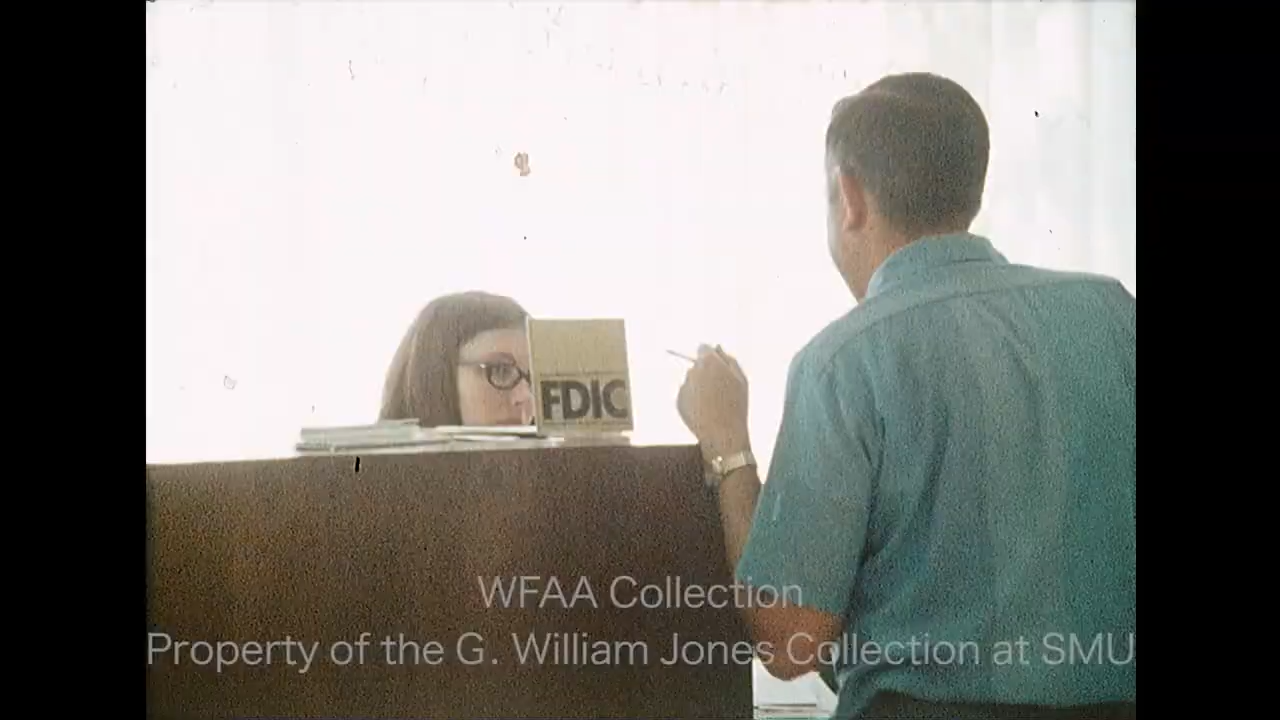 FDIC
WFAA Collection
Property of the G. William Jones Collection at SMU